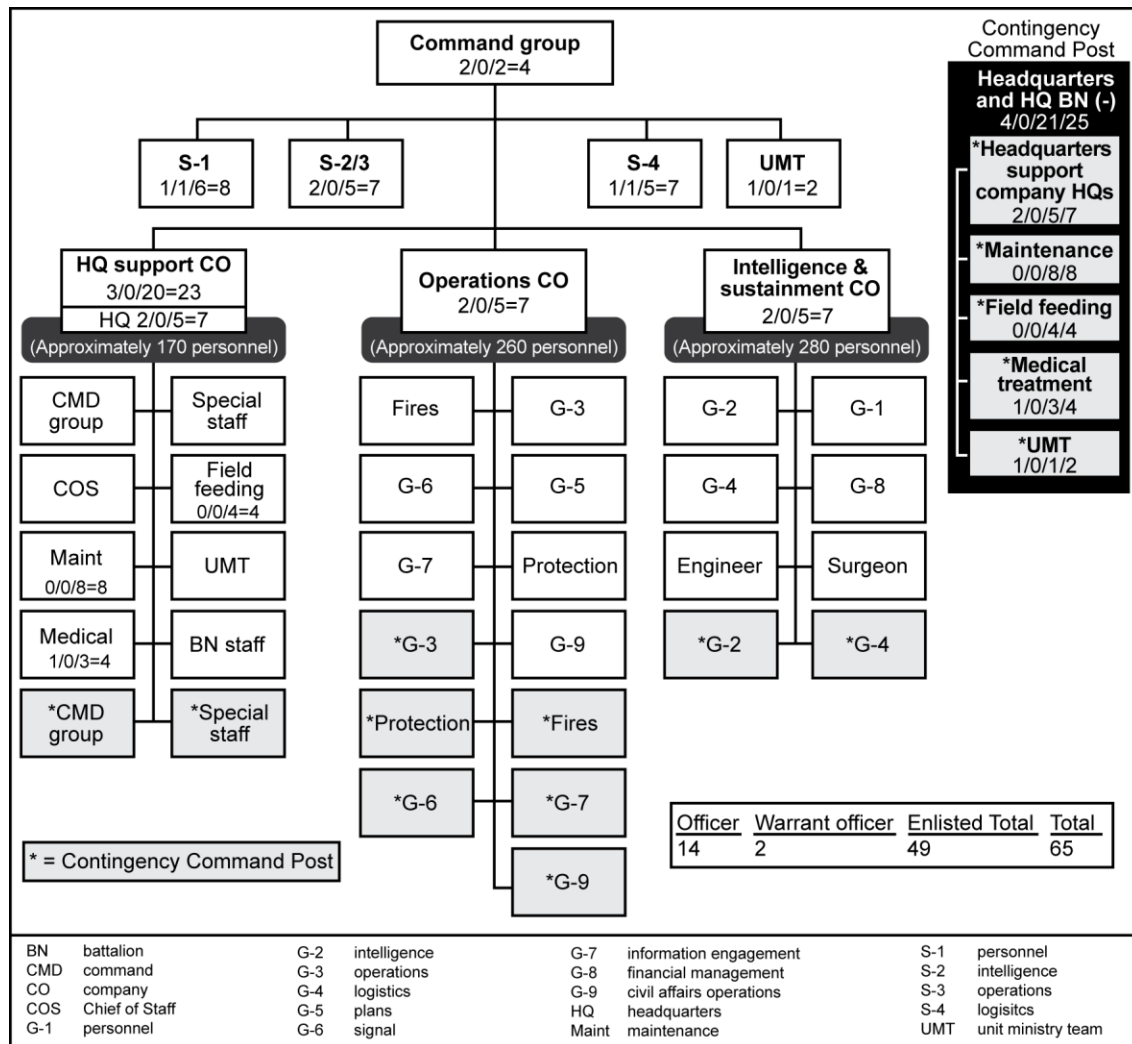 Command group
2/0/2=4
Contingency
Command Post
Headquarters
and HQ BN (-)
4/0/21/25
*Headquarters
support
company HQs
2/0/5/7
*Maintenance
0/0/8/8
*Field feeding
0/0/4/4
*Medical
treatment
1/0/3/4
*UMT
1/0/1/2
S-1
1/1/6=8
S-2/3
2/0/5=7
S-4
1/1/5=7
UMT
1/0/1=2
HQ support CO
3/0/20=23
HQ 2/0/5=7
(Approximately 170 personnel)
Operations CO
2/0/5=7
(Approximately 260 personnel)
Intelligence &
sustainment CO
2/0/5=7
(Approximately 280 personnel)
CMD
group
Special
staff
COS
Field
feeding
0/0/4=4
Maint
0/0/8=8
UMT
Medical
1/0/3=4
BN staff
*CMD
group
*Special
staff
Fires
G-3
G-6
G-5
G-7
Protection
*G-3
G-9
*Protection
*Fires
*G-6
*G-7
*G-9
G-2
G-1
G-4
G-8
Engineer
Surgeon
*G-2
*G-4
* = Contingency Command Post
Officer Warrant officer Enlisted Total Total
14 2 49 65
BN battalion
CMD command
CO company
COS Chief of Staff
G-1 personnel
G-2 intelligence
G-3 operations
G-4 logistics
G-5 plans
G-6 signal
G-7 information engagement
G-8 financial management
G-9 civil affairs operations
HQ headquarters
Maint maintenance
S-1 personnel
S-2 intelligence
S-3 operations
S-4 logisitcs
UMT unit ministry team